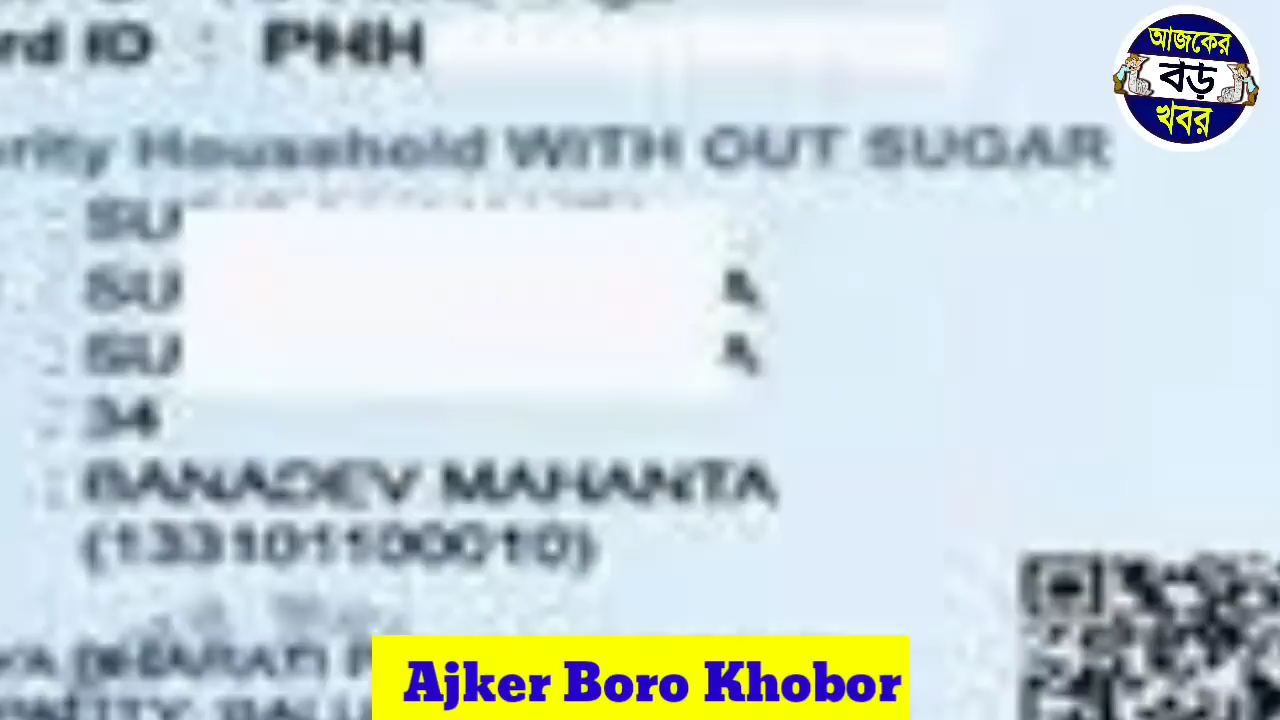 rd ID : PHH
rity Household WITH OUT SUGAR
: SU
: SU A
: SU A
: 34
: BANADEV MAHANTA
(133101100010)
BHARATI
আজকের
বড়
খবর
Ajker Boro Khobor